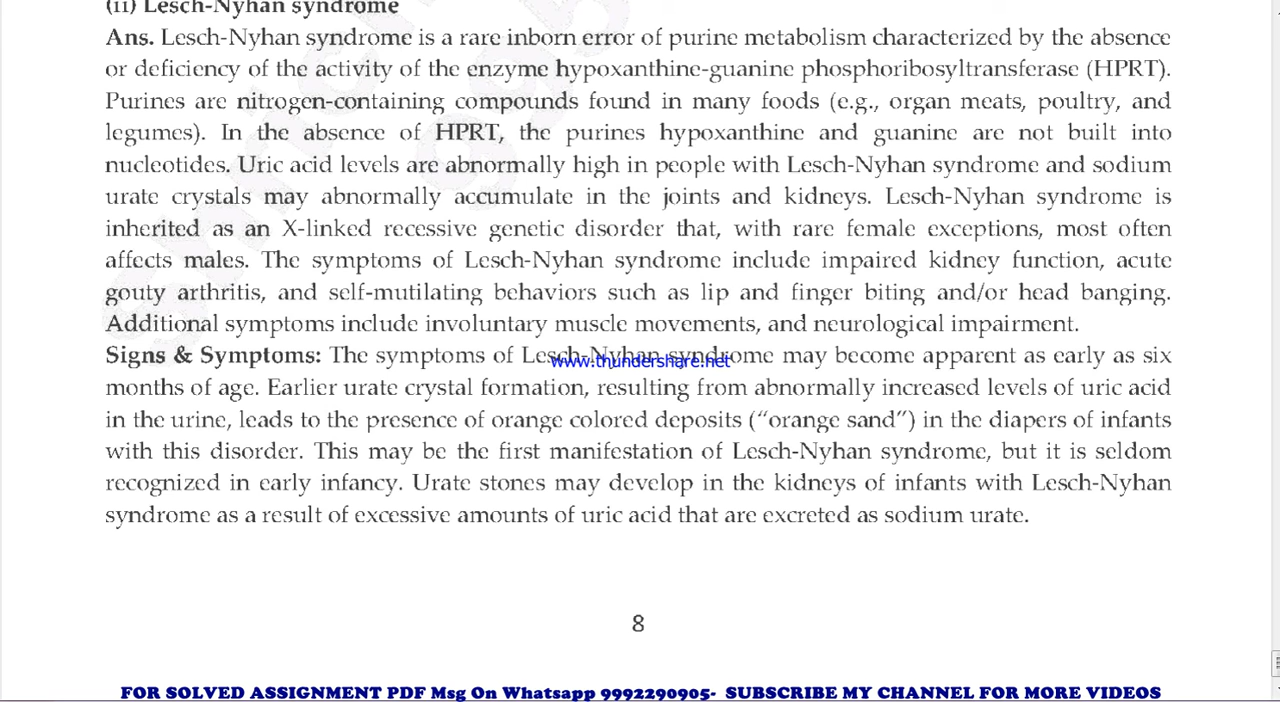 (ii) Lesch-Nyhan syndrome
Ans. Lesch-Nyhan syndrome is a rare inborn error of purine metabolism characterized by the absence
or deficiency of the activity of the enzyme hypoxanthine-guanine phosphoribosyltransferase (HPRT).
Purines are nitrogen-containing compounds found in many foods (e.g., organ meats, poultry, and
legumes). In the absence of HPRT, the purines hypoxanthine and guanine are not built into
nucleotides. Uric acid levels are abnormally high in people with Lesch-Nyhan syndrome and sodium
urate crystals may abnormally accumulate in the joints and kidneys. Lesch-Nyhan syndrome is
inherited as an X-linked recessive genetic disorder that, with rare female exceptions, most often
affects males. The symptoms of Lesch-Nyhan syndrome include impaired kidney function, acute
gouty arthritis, and self-mutilating behaviors such as lip and finger biting and/or head banging.
Additional symptoms include involuntary muscle movements, and neurological impairment.
Signs & Symptoms: The symptoms of Lesch-Nyhan syndrome may become apparent as early as six
www.thundershare.net
months of age. Earlier urate crystal formation, resulting from abnormally increased levels of uric acid
in the urine, leads to the presence of orange colored deposits (“orange sand”) in the diapers of infants
with this disorder. This may be the first manifestation of Lesch-Nyhan syndrome, but it is seldom
recognized in early infancy. Urate stones may develop in the kidneys of infants with Lesch-Nyhan
syndrome as a result of excessive amounts of uric acid that are excreted as sodium urate.
8
FOR SOLVED ASSIGNMENT PDF Msg On Whatsapp 9992290905- SUBSCRIBE MY CHANNEL FOR MORE VIDEOS